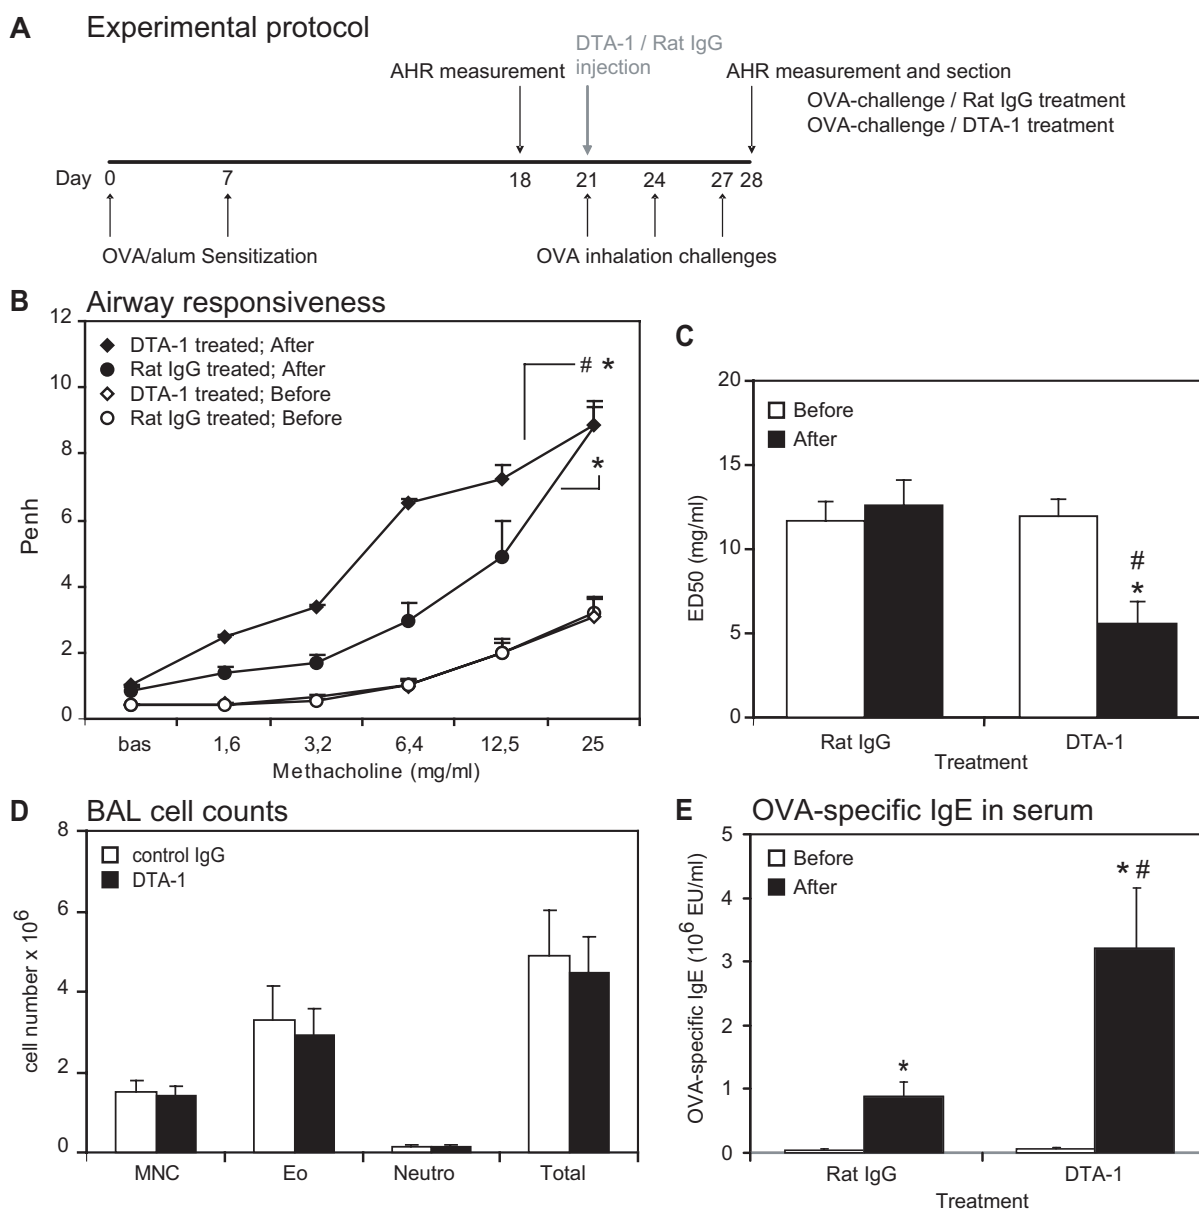 A Experimental protocol
DTA-1 / Rat IgG
injection
AHR measurement
AHR measurement and section
OVA-challenge / Rat IgG treatment
OVA-challenge / DTA-1 treatment
Day 0 7 18 21 24 27 28
OVA/alum Sensitization
OVA inhalation challenges
B Airway responsiveness
12
10
8
6
4
2
0
Penh
DTA-1 treated; After
Rat IgG treated; After
DTA-1 treated; Before
Rat IgG treated; Before
# *
*
bas 1,6 3,2 6,4 12,5 25
Methacholine (mg/ml)
C
20
15
10
5
0
ED50 (mg/ml)
Before
After
#
*
Rat IgG DTA-1
Treatment
D BAL cell counts
8
6
4
2
0
cell number x 10^6
control IgG
DTA-1
MNC Eo Neutro Total
E OVA-specific IgE in serum
5
4
3
2
1
0
OVA-specific IgE (10^6 EU/ml)
Before
After
*
* #
Rat IgG DTA-1
Treatment